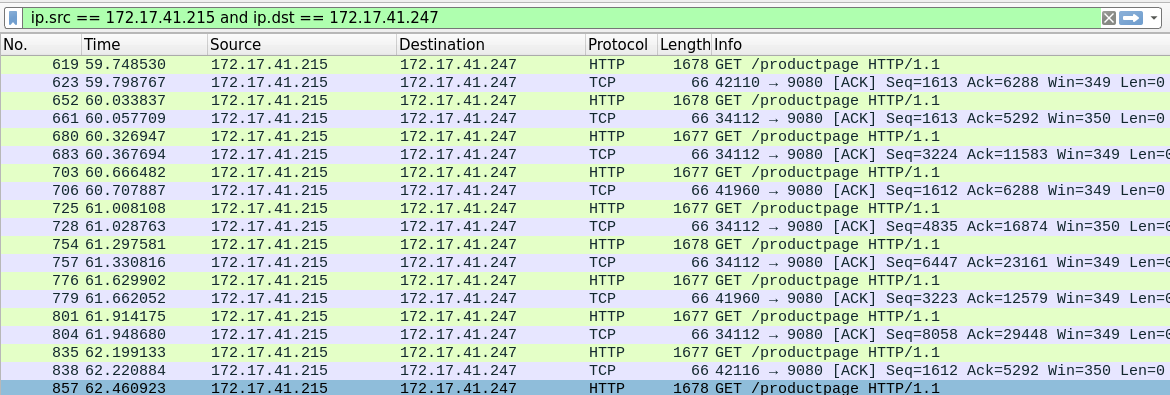 ip.src == 172.17.41.215 and ip.dst == 172.17.41.247
No. Time Source Destination Protocol Length Info
619 59.748530 172.17.41.215 172.17.41.247 HTTP 1678 GET /productpage HTTP/1.1
623 59.798767 172.17.41.215 172.17.41.247 TCP 66 42110 → 9080 [ACK] Seq=1613 Ack=6288 Win=349 Len=0
652 60.033837 172.17.41.215 172.17.41.247 HTTP 1678 GET /productpage HTTP/1.1
661 60.057709 172.17.41.215 172.17.41.247 TCP 66 34112 → 9080 [ACK] Seq=1613 Ack=5292 Win=350 Len=0
680 60.326947 172.17.41.215 172.17.41.247 HTTP 1677 GET /productpage HTTP/1.1
683 60.367694 172.17.41.215 172.17.41.247 TCP 66 34112 → 9080 [ACK] Seq=3224 Ack=11583 Win=349 Len=0
703 60.666482 172.17.41.215 172.17.41.247 HTTP 1677 GET /productpage HTTP/1.1
706 60.707887 172.17.41.215 172.17.41.247 TCP 66 41960 → 9080 [ACK] Seq=1612 Ack=6288 Win=349 Len=0
725 61.008108 172.17.41.215 172.17.41.247 HTTP 1677 GET /productpage HTTP/1.1
728 61.028763 172.17.41.215 172.17.41.247 TCP 66 34112 → 9080 [ACK] Seq=4835 Ack=16874 Win=350 Len=0
754 61.297581 172.17.41.215 172.17.41.247 HTTP 1678 GET /productpage HTTP/1.1
757 61.330816 172.17.41.215 172.17.41.247 TCP 66 34112 → 9080 [ACK] Seq=6447 Ack=23161 Win=349 Len=0
776 61.629902 172.17.41.215 172.17.41.247 HTTP 1677 GET /productpage HTTP/1.1
779 61.662052 172.17.41.215 172.17.41.247 TCP 66 41960 → 9080 [ACK] Seq=3223 Ack=12579 Win=349 Len=0
801 61.914175 172.17.41.215 172.17.41.247 HTTP 1677 GET /productpage HTTP/1.1
804 61.948680 172.17.41.215 172.17.41.247 TCP 66 34112 → 9080 [ACK] Seq=8058 Ack=29448 Win=349 Len=0
835 62.199133 172.17.41.215 172.17.41.247 HTTP 1677 GET /productpage HTTP/1.1
838 62.220884 172.17.41.215 172.17.41.247 TCP 66 42116 → 9080 [ACK] Seq=1612 Ack=5292 Win=350 Len=0
857 62.460923 172.17.41.215 172.17.41.247 HTTP 1678 GET /productpage HTTP/1.1